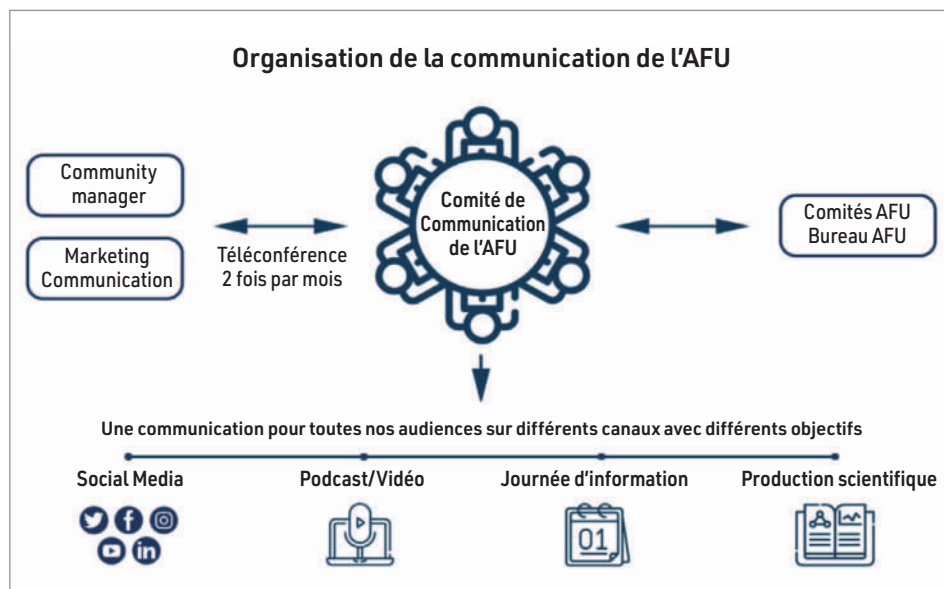 Organisation de la communication de l’AFU
Community
manager
Marketing
Communication
Téléconférence
2 fois par mois
Comité de
Communication
de l’AFU
Comités AFU
Bureau AFU
Une communication pour toutes nos audiences sur différents canaux avec différents objectifs
Social Media
Podcast/Vidéo
Journée d’information
Production scientifique
01